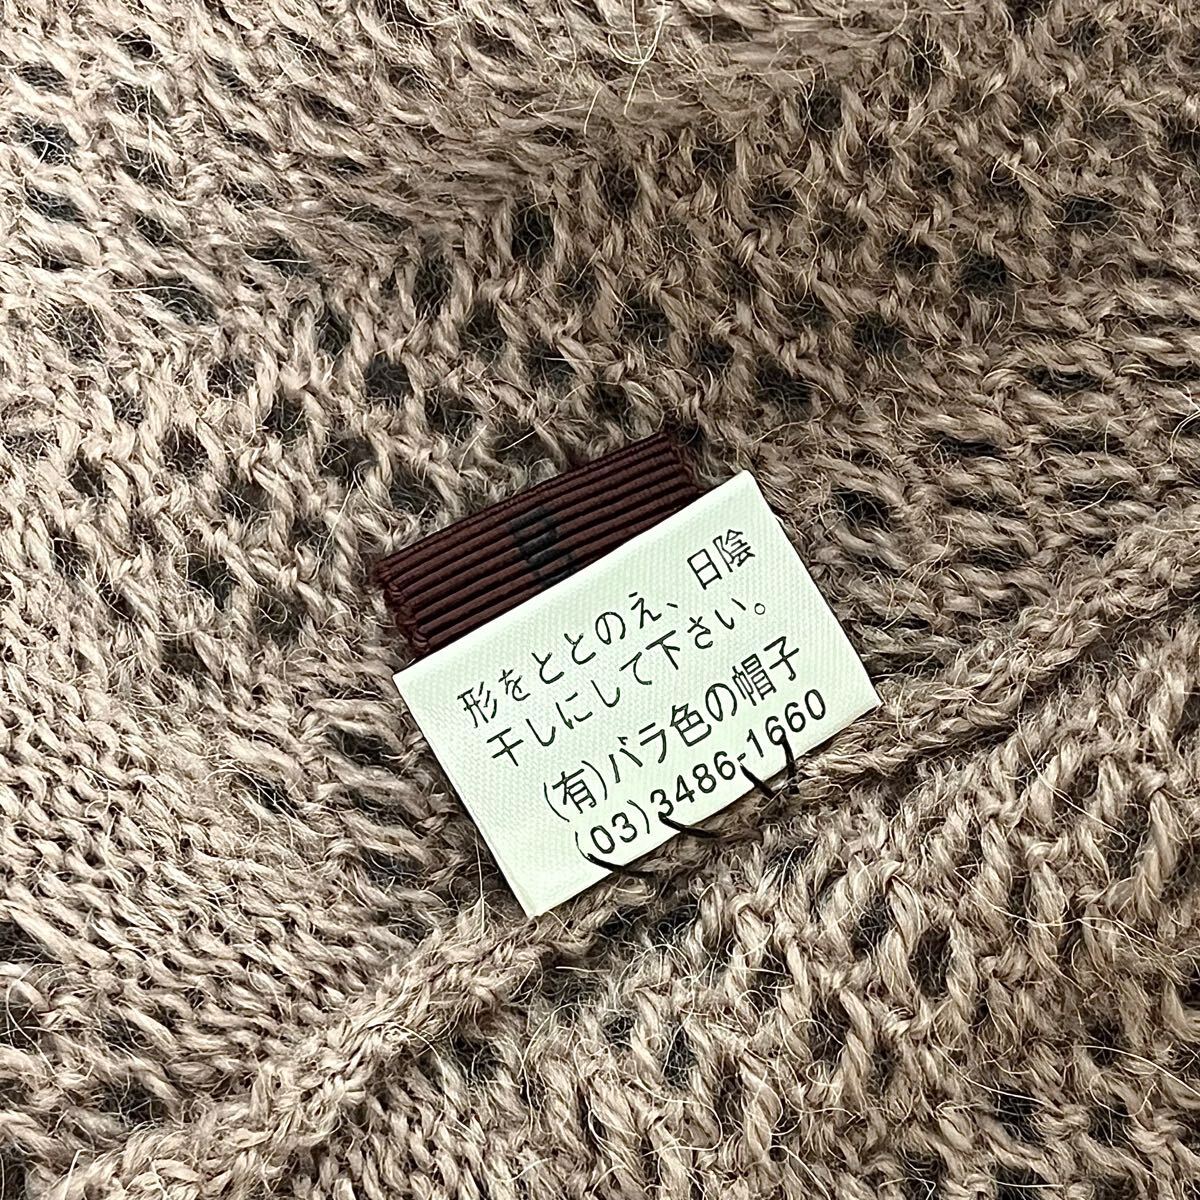 形をととのえ、日陰
干しにして下さい。
(有)バラ色の帽子
(03)3486-1660